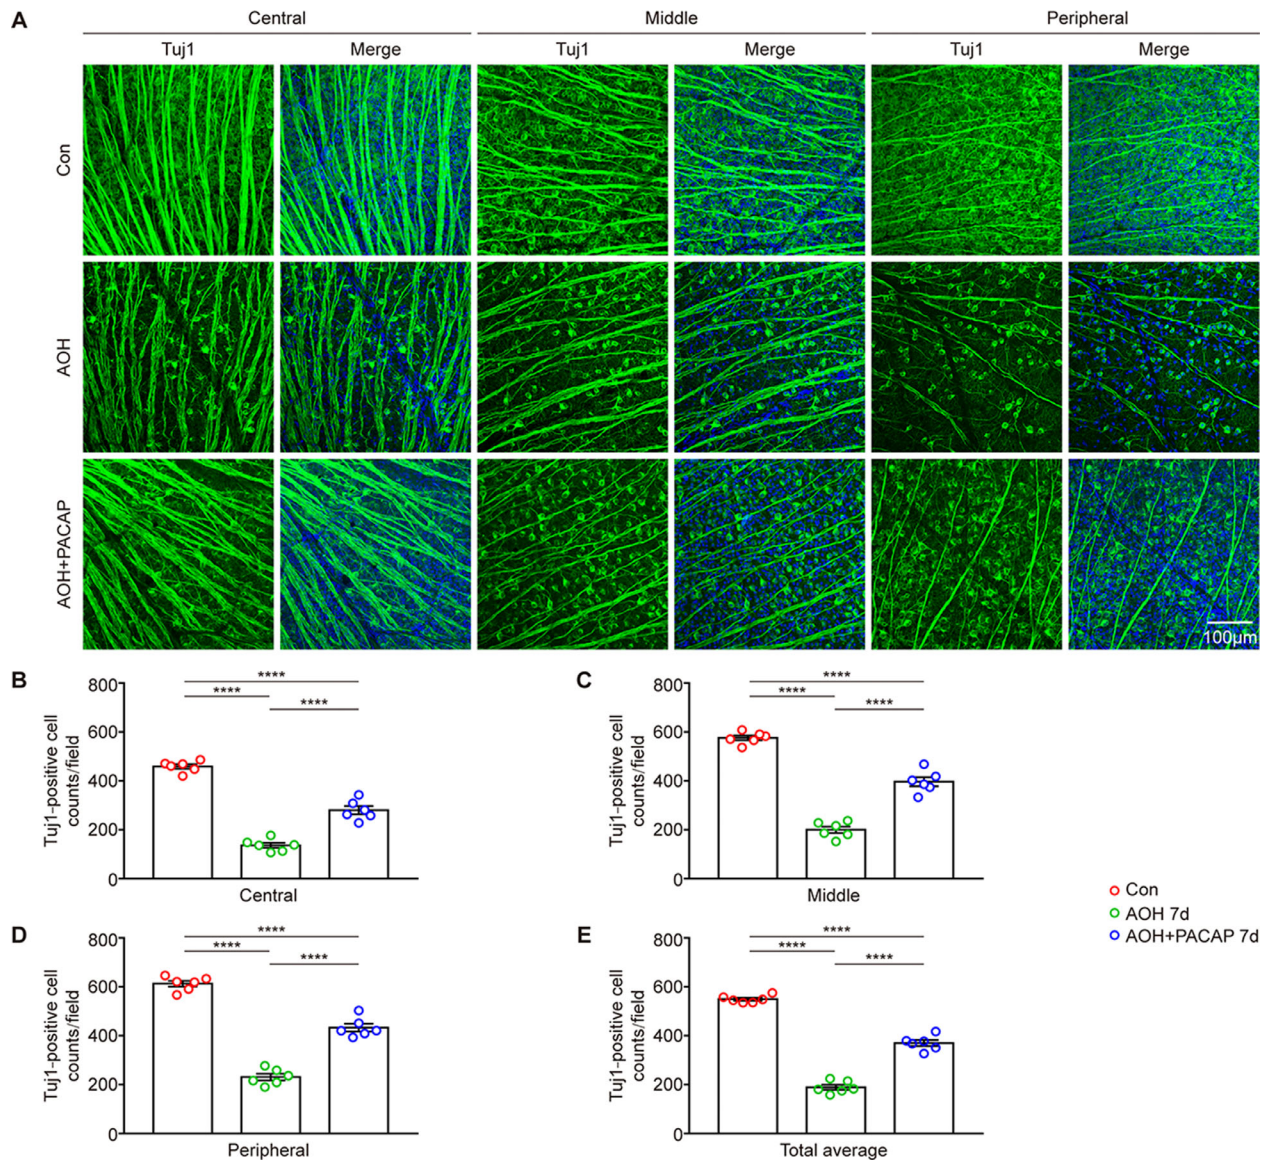 A
Central
Middle
Peripheral
Tuj1
Merge
Tuj1
Merge
Tuj1
Merge
Con
AOH
AOH+PACAP
100μm
B
Tuj1-positive cell
counts/field
800
600
400
200
0
****
****
****
Central
C
Tuj1-positive cell
counts/field
800
600
400
200
0
****
****
****
Middle
Con
AOH 7d
AOH+PACAP 7d
D
Tuj1-positive cell
counts/field
800
600
400
200
0
****
****
****
Peripheral
E
Tuj1-positive cell
counts/field
800
600
400
200
0
****
****
****
Total average